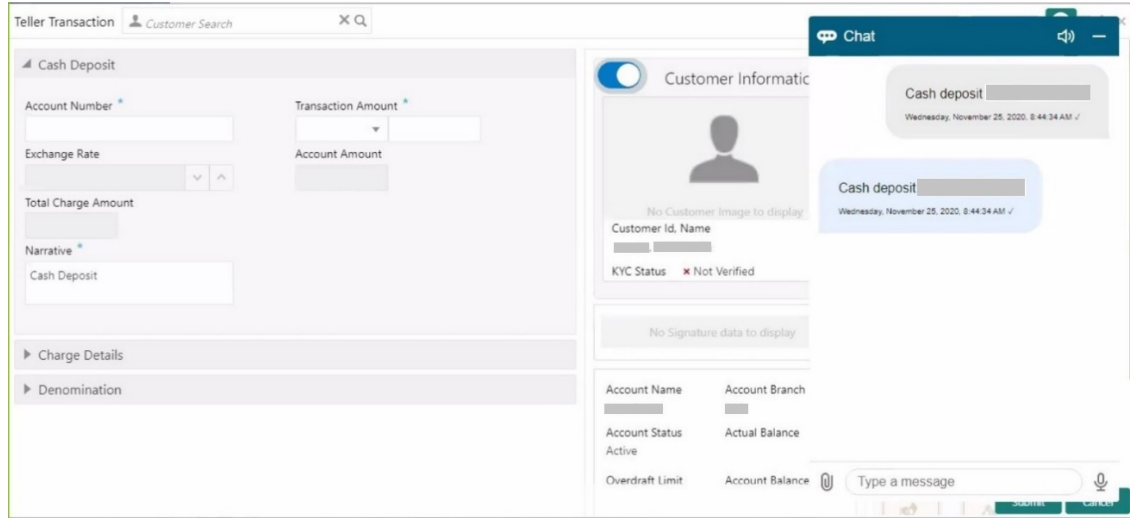 Teller Transaction
Customer Search
Cash Deposit
Account Number *
Transaction Amount *
Exchange Rate
Account Amount
Total Charge Amount
Narrative *
Cash Deposit
Charge Details
Denomination
Customer Informatic
No Customer Image to display
Customer Id, Name
KYC Status
Not Verified
No Signature data to display
Account Name
Account Branch
Account Status
Actual Balance
Active
Overdraft Limit
Account Balance
Chat
Cash deposit
Wednesday, November 25, 2020, 8:44:34 AM ✓
Cash deposit
Wednesday, November 25, 2020, 8:44:34 AM ✓
Type a message
Submit
Cancel